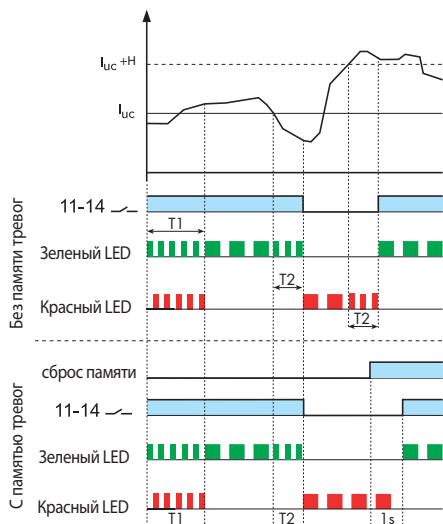 Iuc +H
Iuc
Без памяти тревог
11-14
T1
Зеленый LED
T2
Красный LED
T2
С памятью тревог
сброс памяти
11-14
Зеленый LED
Красный LED
T1
T2
1s